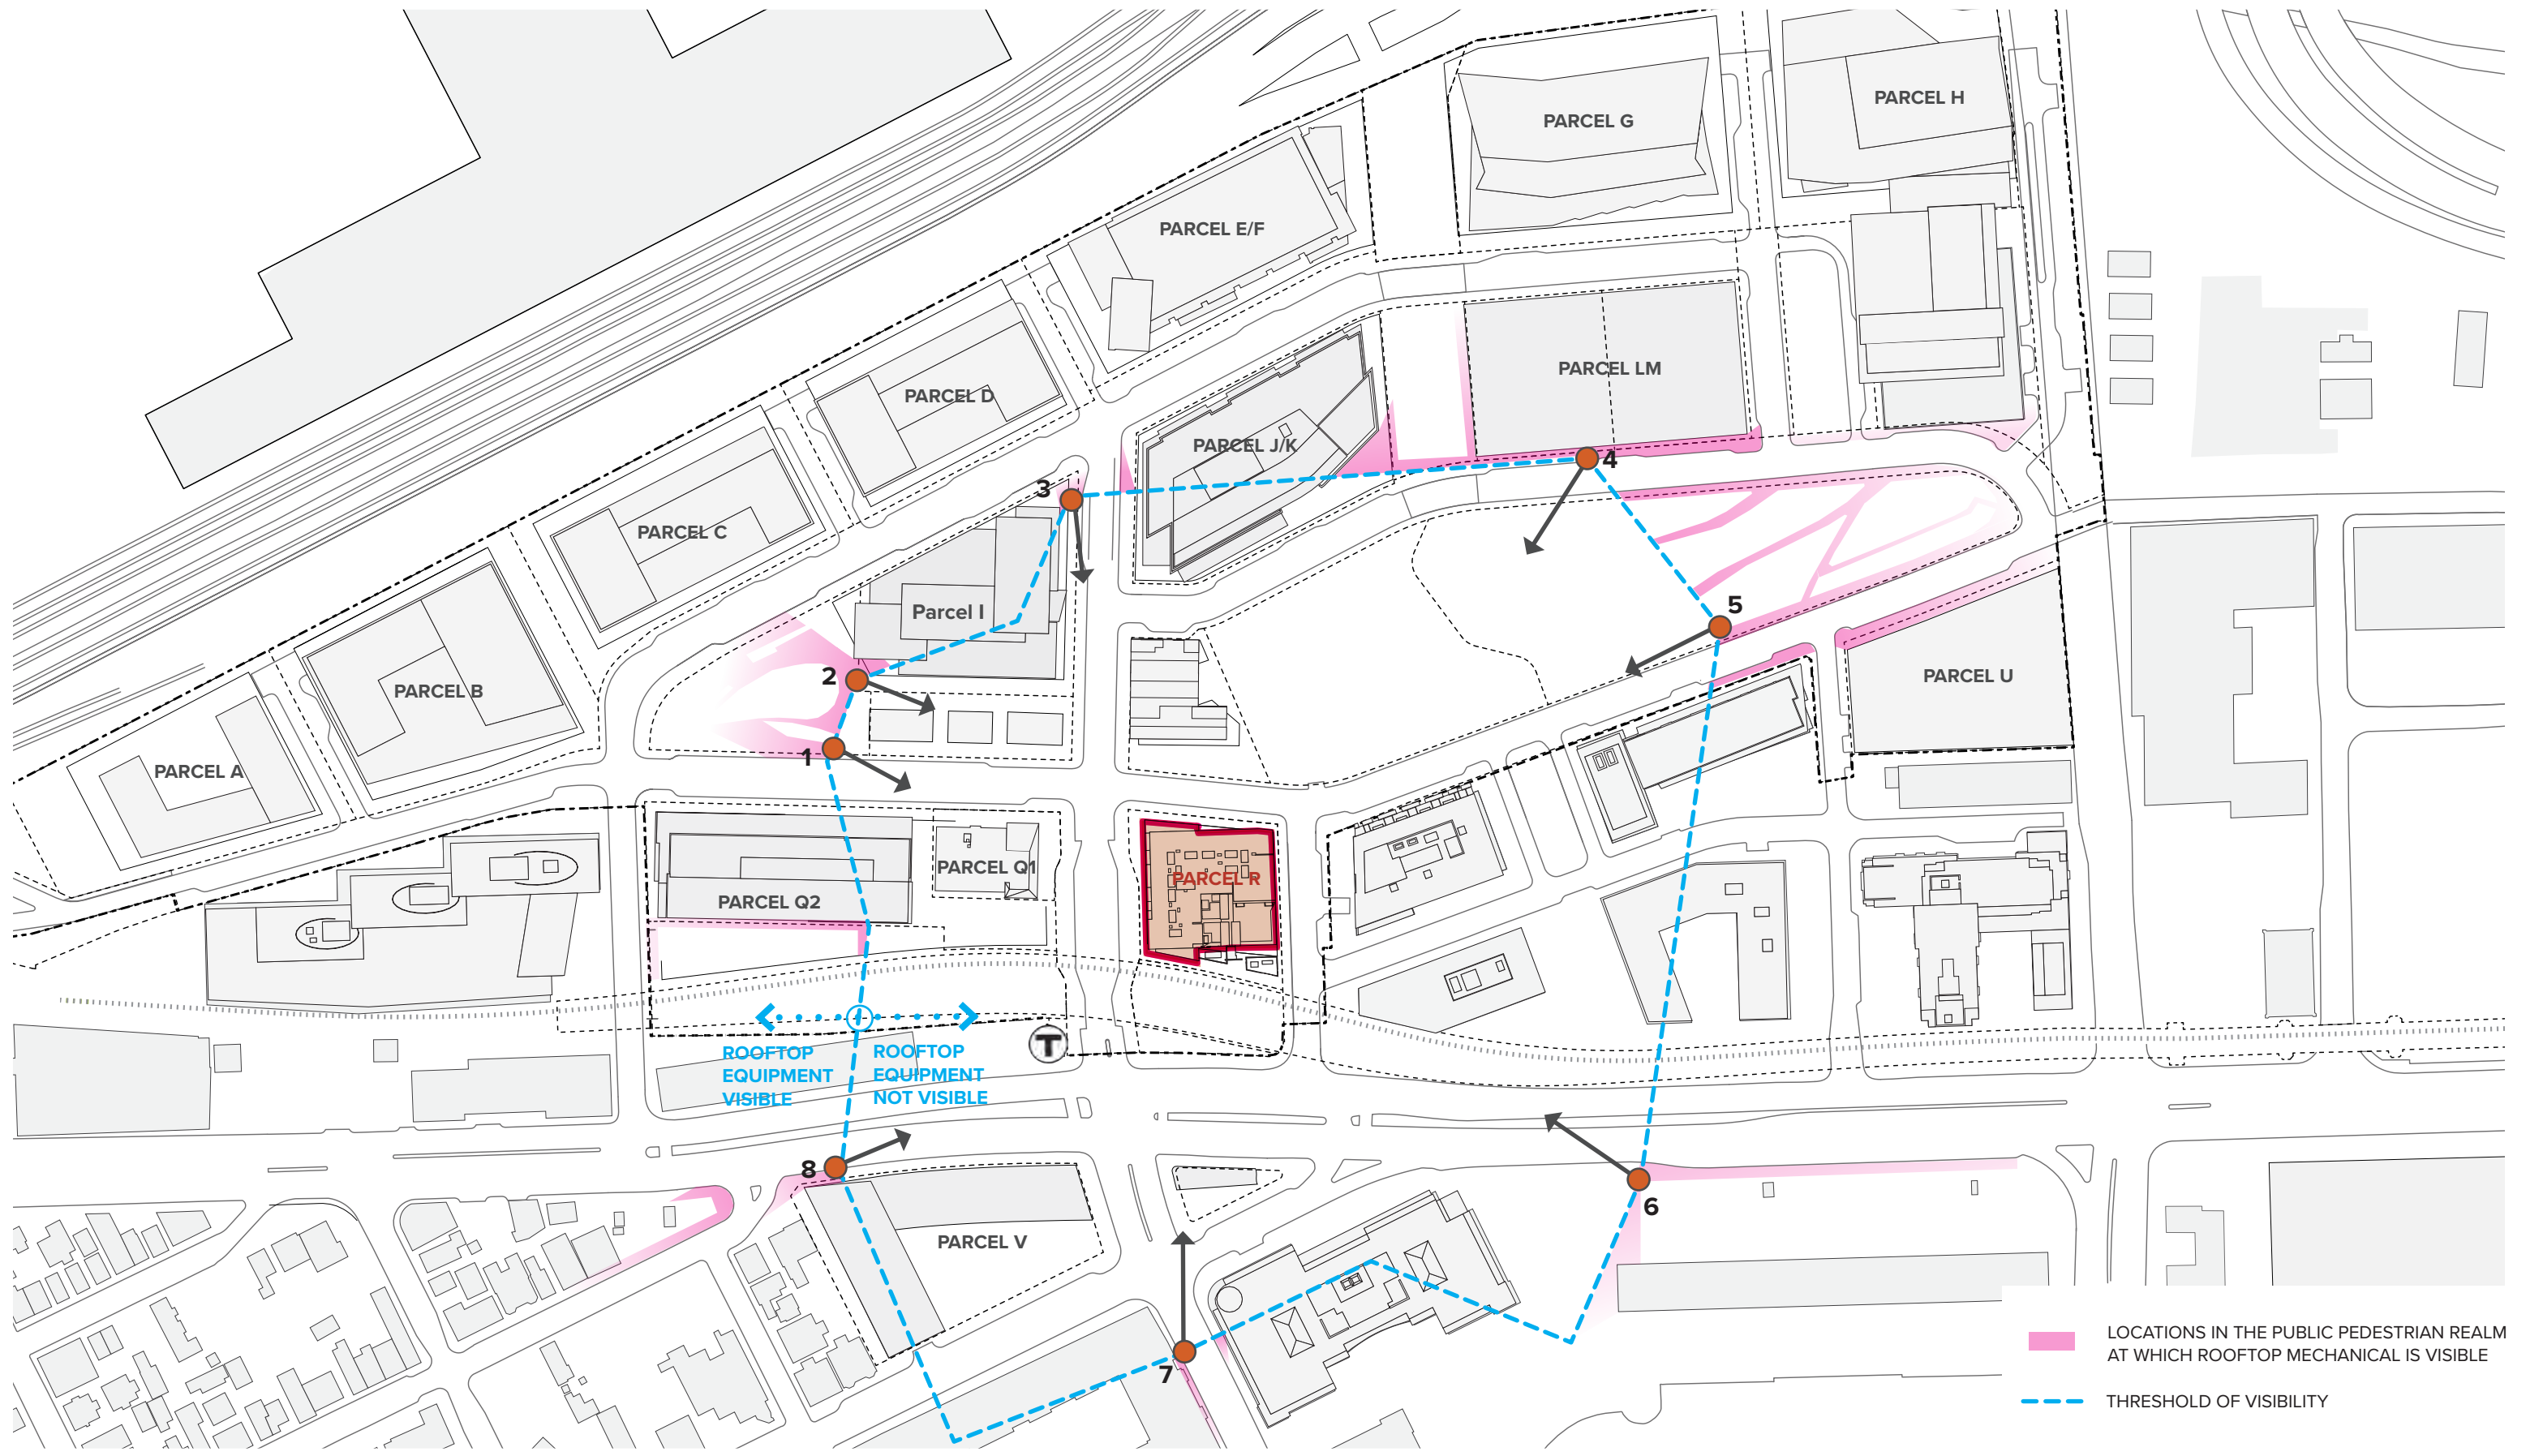 PARCEL H
PARCEL G
PARCEL E/F
PARCEL LM
PARCEL D
PARCEL J/K
4
3
PARCEL C
5
Parcel I
2
PARCEL U
PARCEL B
1
PARCEL A
PARCEL Q1
PARCEL R
PARCEL Q2
T
ROOFTOP
EQUIPMENT
VISIBLE
ROOFTOP
EQUIPMENT
NOT VISIBLE
8
6
PARCEL V
7
LOCATIONS IN THE PUBLIC PEDESTRIAN REALM
AT WHICH ROOFTOP MECHANICAL IS VISIBLE
THRESHOLD OF VISIBILITY